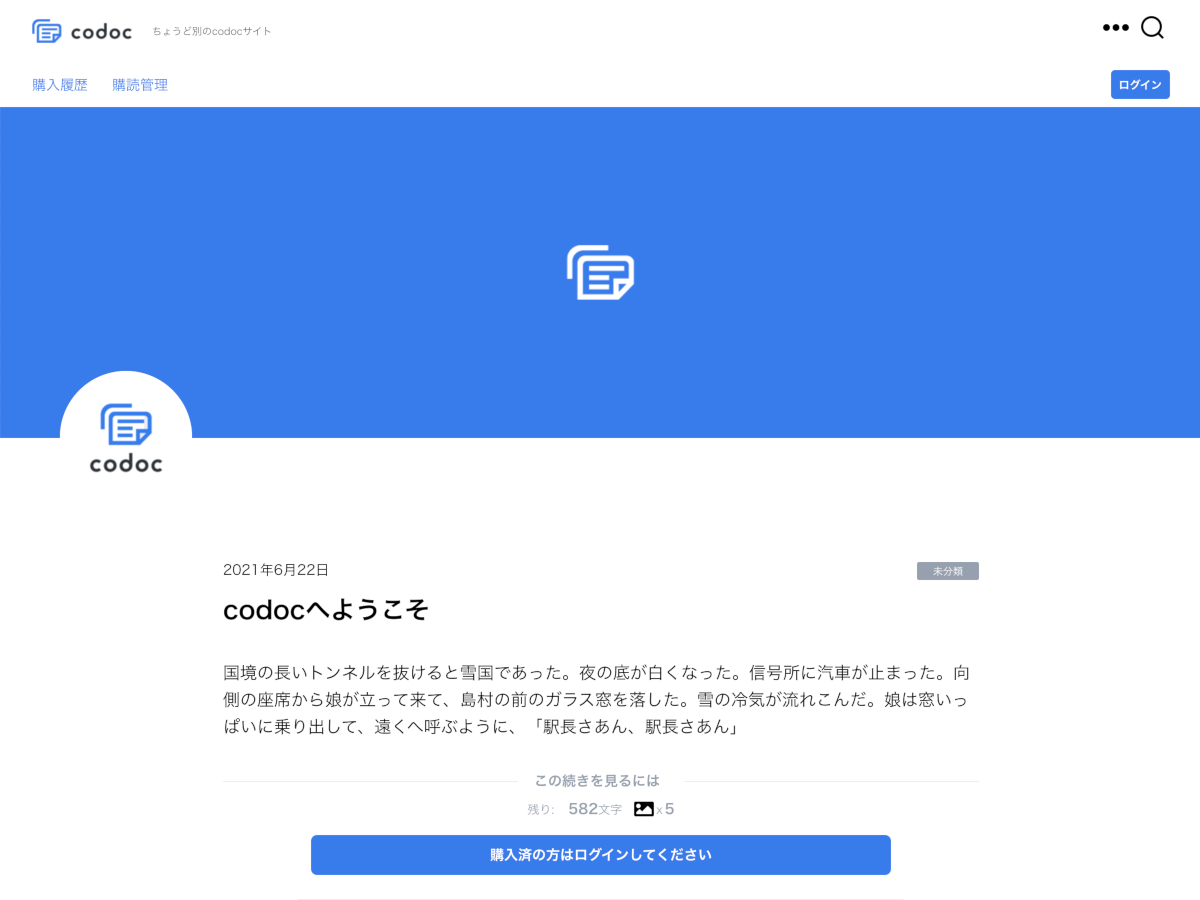 codoc
ちょうど別のcodocサイト
購入履歴 購読管理
ログイン
codoc
2021年6月22日
未分類
codocへようこそ
国境の長いトンネルを抜けると雪国であった。夜の底が白くなった。信号所に汽車が止まった。向
側の座席から娘が立って来て、島村の前のガラス窓を落した。雪の冷気が流れこんだ。娘は窓いっ
ぱいに乗り出して、遠くへ呼ぶように、「駅長さあん、駅長さあん」
この続きを見るには
残り: 582文字 x 5
購入済の方はログインしてください